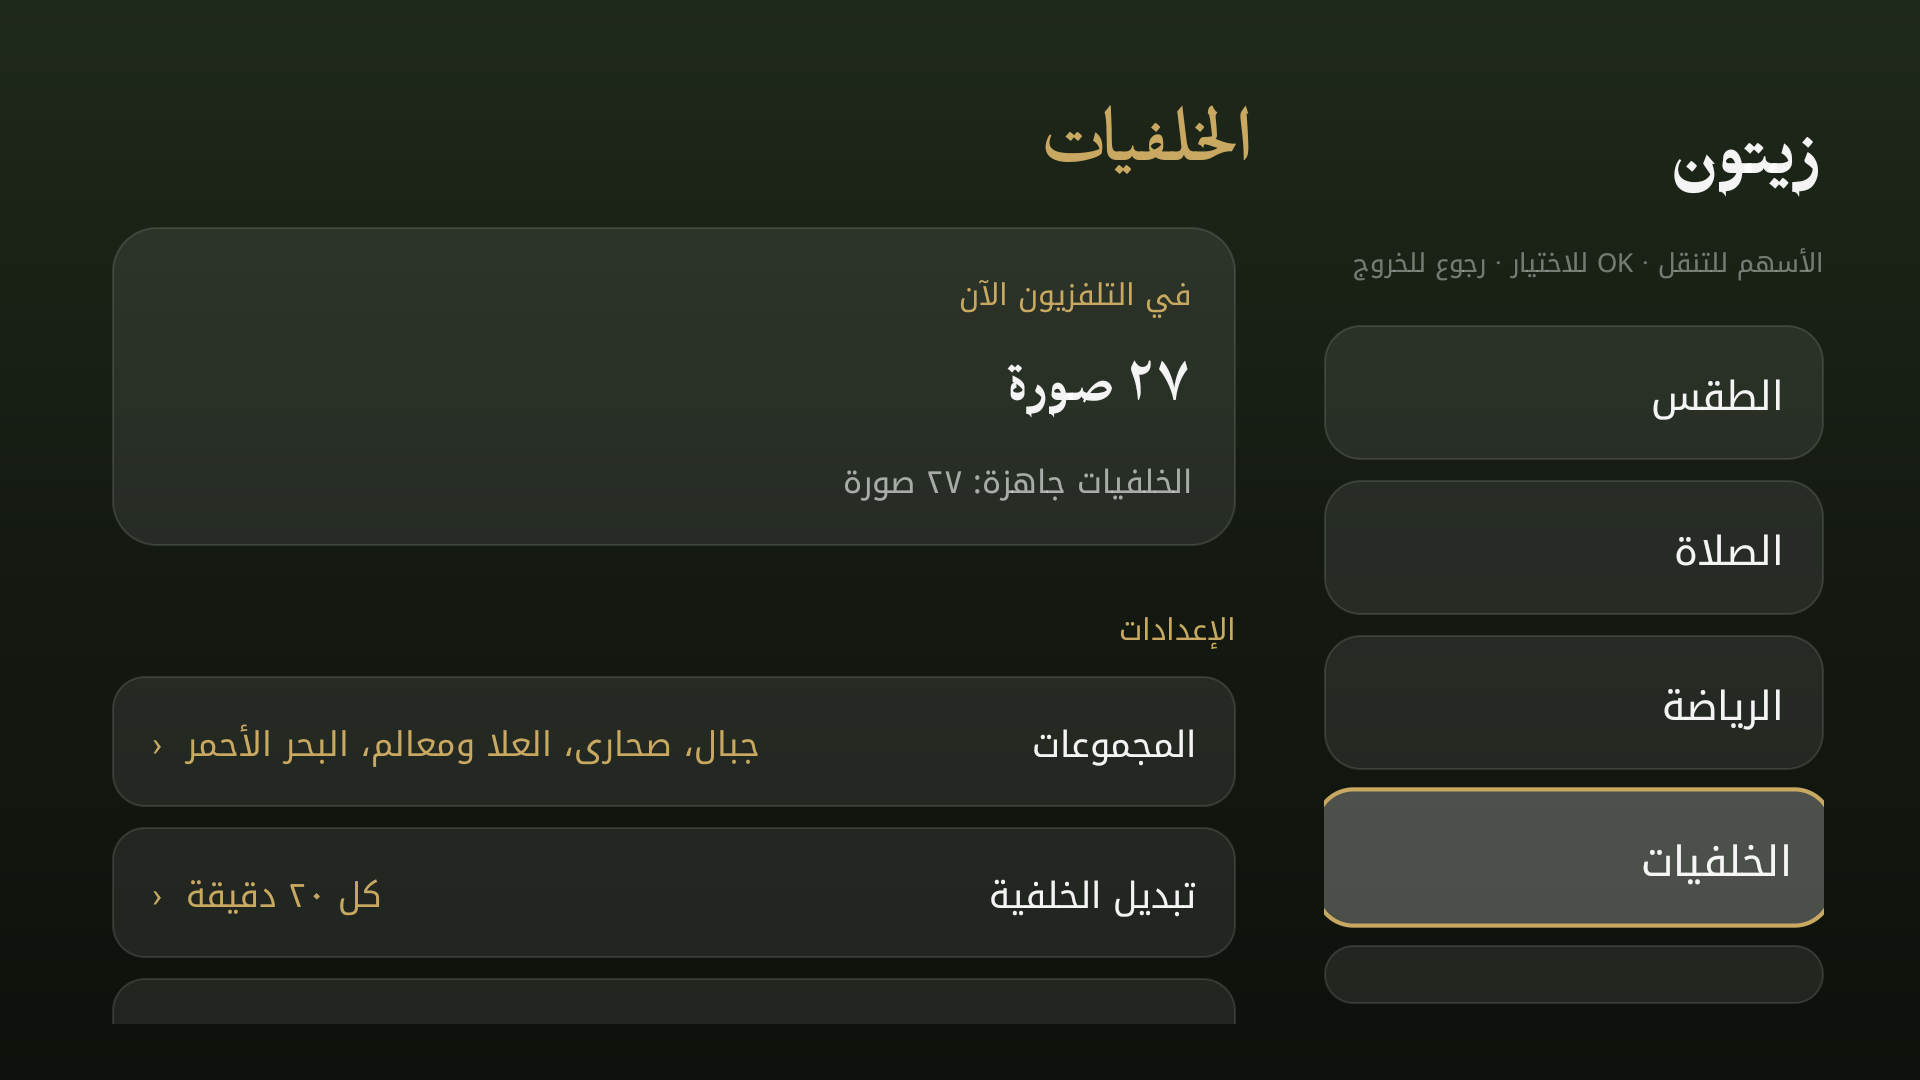 زيتون
الأسهم للتنقل · OK للاختيار · رجوع للخروج
الطقس
الصلاة
الرياضة
الخلفيات
الخلفيات
في التلفزيون الآن
٢٧ صورة
الخلفيات جاهزة: ٢٧ صورة
الإعدادات
المجموعات جبال، صحارى، العلا ومعالم، البحر الأحمر ‹
تبديل الخلفية كل ٢٠ دقيقة ‹